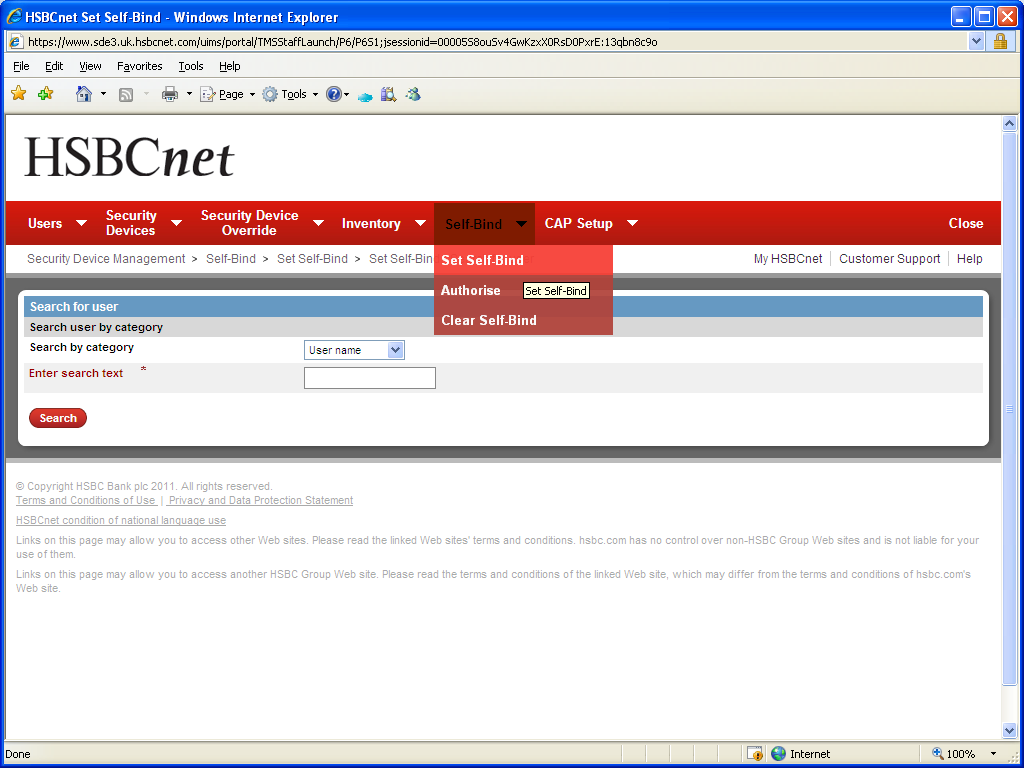 HSBCnet Set Self-Bind - Windows Internet Explorer
https://www.sde3.uk.hsbcnet.com/uims/portal/TMSStaffLaunch/P6/P6S1;jsessionid=0000558ouSv4GwKzxX0RsD0PxrE:13qbn8c9o
File Edit View Favorites Tools Help
Page Tools
HSBCnet
Users Security Devices Security Device Override Inventory Self-Bind CAP Setup Close
Security Device Management > Self-Bind > Set Self-Bind > Set Self-Bin
My HSBCnet Customer Support Help
Set Self-Bind
Authorise
Set Self-Bind
Clear Self-Bind
Search for user
Search user by category
Search by category User name
Enter search text *
Search
© Copyright HSBC Bank plc 2011. All rights reserved.
Terms and Conditions of Use | Privacy and Data Protection Statement
HSBCnet condition of national language use
Links on this page may allow you to access other Web sites. Please read the linked Web sites' terms and conditions. hsbc.com has no control over non-HSBC Group Web sites and is not liable for your
use of them.
Links on this page may allow you to access another HSBC Group Web site. Please read the terms and conditions of the linked Web site, which may differ from the terms and conditions of hsbc.com's
Web site.
Done Internet 100%